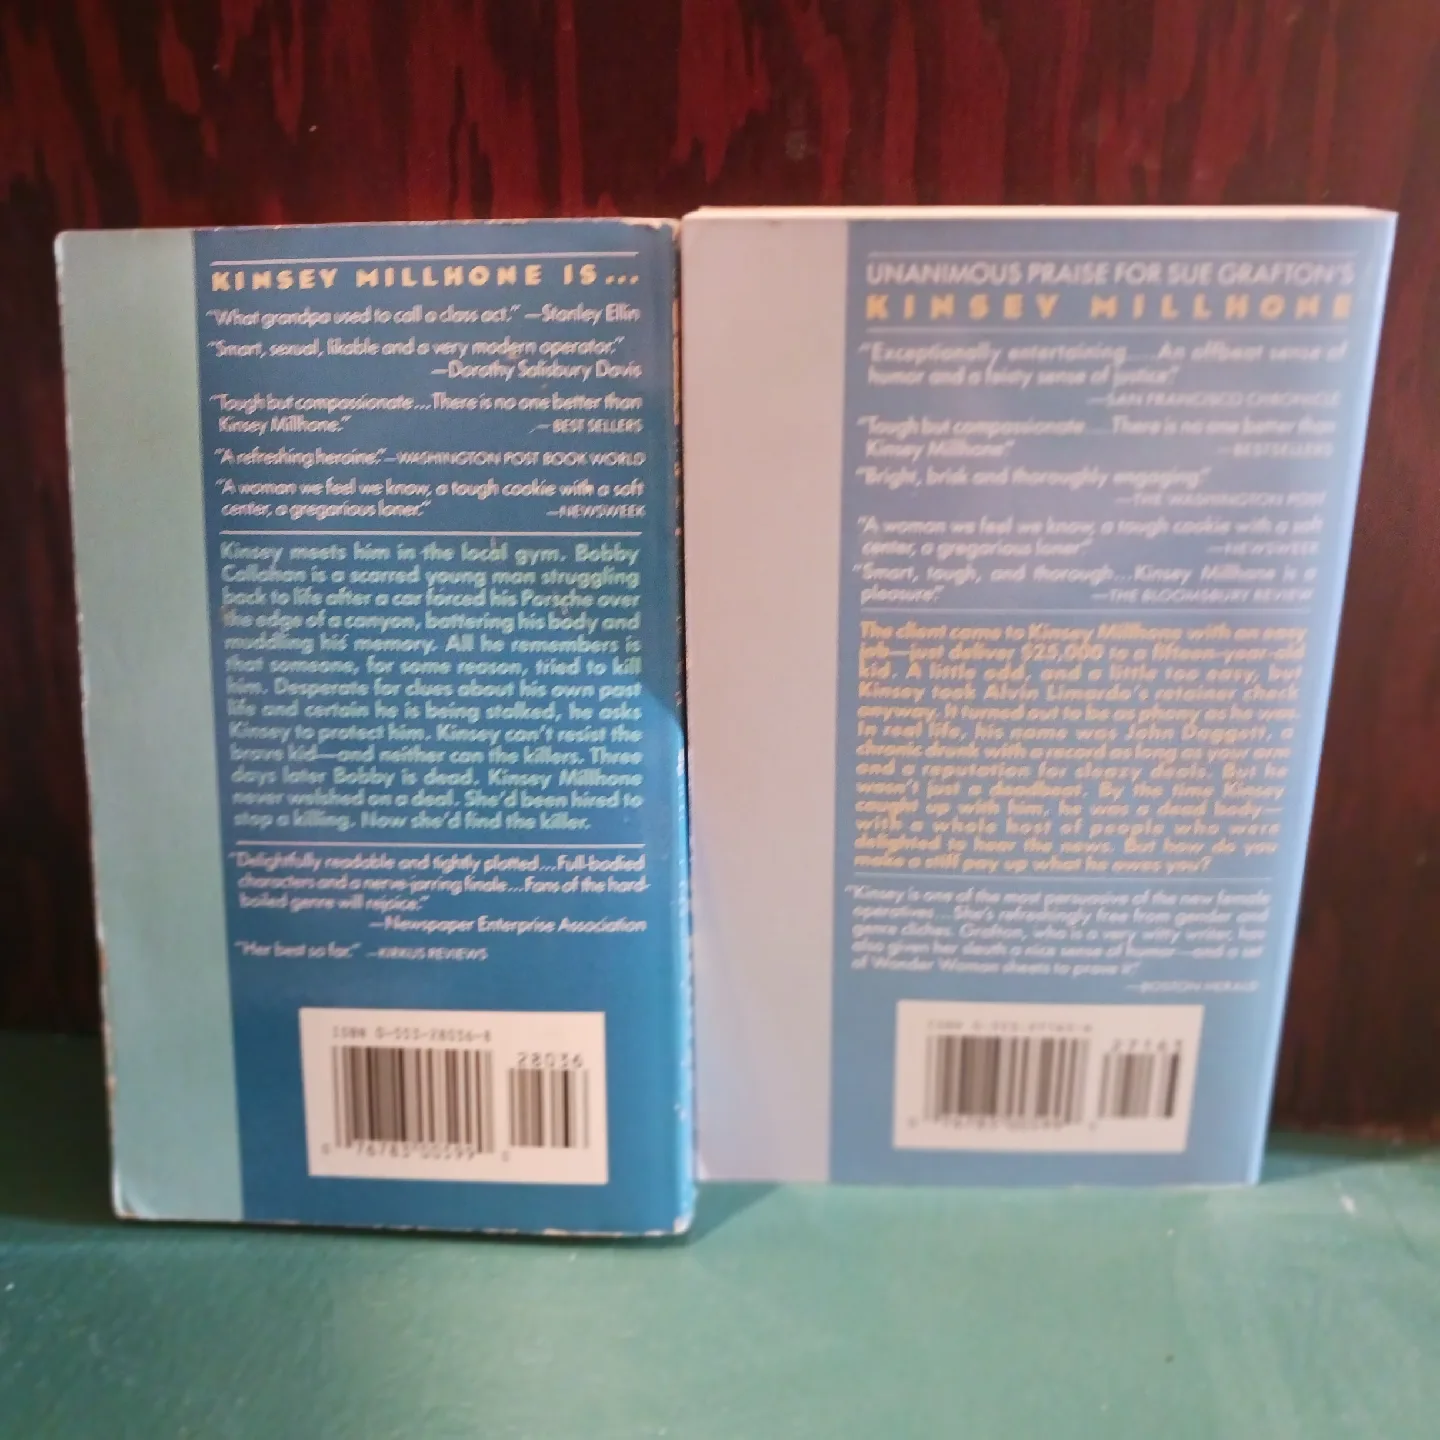 KINSEY MILLHONE IS...
"What grandpa used to call a class act." —Stanley Ellin
"Smart, sexual, likable and a very modern operator."
—Dorothy Salisbury Davis
"Tough but compassionate...There is no one better than
Kinsey Millhone." —BEST SELLERS
"A refreshing heroine."—WASHINGTON POST BOOK WORLD
"A woman we feel we know, a tough cookie with a soft
center, a gregarious loner." —NEWSWEEK
Kinsey meets him in the local gym. Bobby
Callahan is a scarred young man struggling
back to life after a car forced his Porsche over
the edge of a canyon, battering his body and
muddling his memory. All he remembers is
that someone, for some reason, tried to kill
him. Desperate for clues about his own past
life and certain he is being stalked, he asks
Kinsey to protect him. Kinsey can't resist the
brave kid—and neither can the killers. Three
days later Bobby is dead. Kinsey Millhone
never welshed on a deal. She'd been hired to
stop a killing. Now she'd find the killer.
"Delightfully readable and tightly plotted...Full-bodied
characters and a nerve-jarring finale...Fans of the hard-
boiled genre will rejoice."
—Newspaper Enterprise Association
"Her best so far." —KIRKUS REVIEWS
ISBN 0-553-28036-8
28036
0 76783 00599 0
UNANIMOUS PRAISE FOR SUE GRAFTON'S
KINSEY MILLHONE
"Exceptionally entertaining....An offbeat sense of
humor and a feisty sense of justice."
—SAN FRANCISCO CHRONICLE
"Tough but compassionate....There is no one better than
Kinsey Millhone" —BESTSELLERS
"Bright, brisk and thoroughly engaging"
—THE WASHINGTON POST
"A woman we feel we know, a tough cookie with a soft
center, a gregarious loner" —NEWSWEEK
"Smart, tough, and thorough...Kinsey Millhone is a
pleasure." —THE BLOOMSBURY REVIEW
The client came to Kinsey Millhone with an easy
job—just deliver $25,000 to a fifteen-year-old
kid. A little odd, and a little too easy, but
Kinsey took Alvin Limardo's retainer check
anyway. It turned out to be as phony as he was.
In real life, his name was John Daggett, a
chronic drunk with a record as long as your arm
and a reputation for sleazy deals. But he
wasn't just a deadbeat. By the time Kinsey
caught up with him, he was a dead body—
with a whole host of people who were
delighted to hear the news. But how do you
make a stiff pay up what he owes you?
"Kinsey is one of the most persuasive of the new female
operatives...She's refreshingly free from gender and
genre cliches. Grafton, who is a very witty writer, has
also given her sleuth a nice sense of humor—and a set
of Wonder Woman sheets to prove it"
—BOSTON HERALD
27163